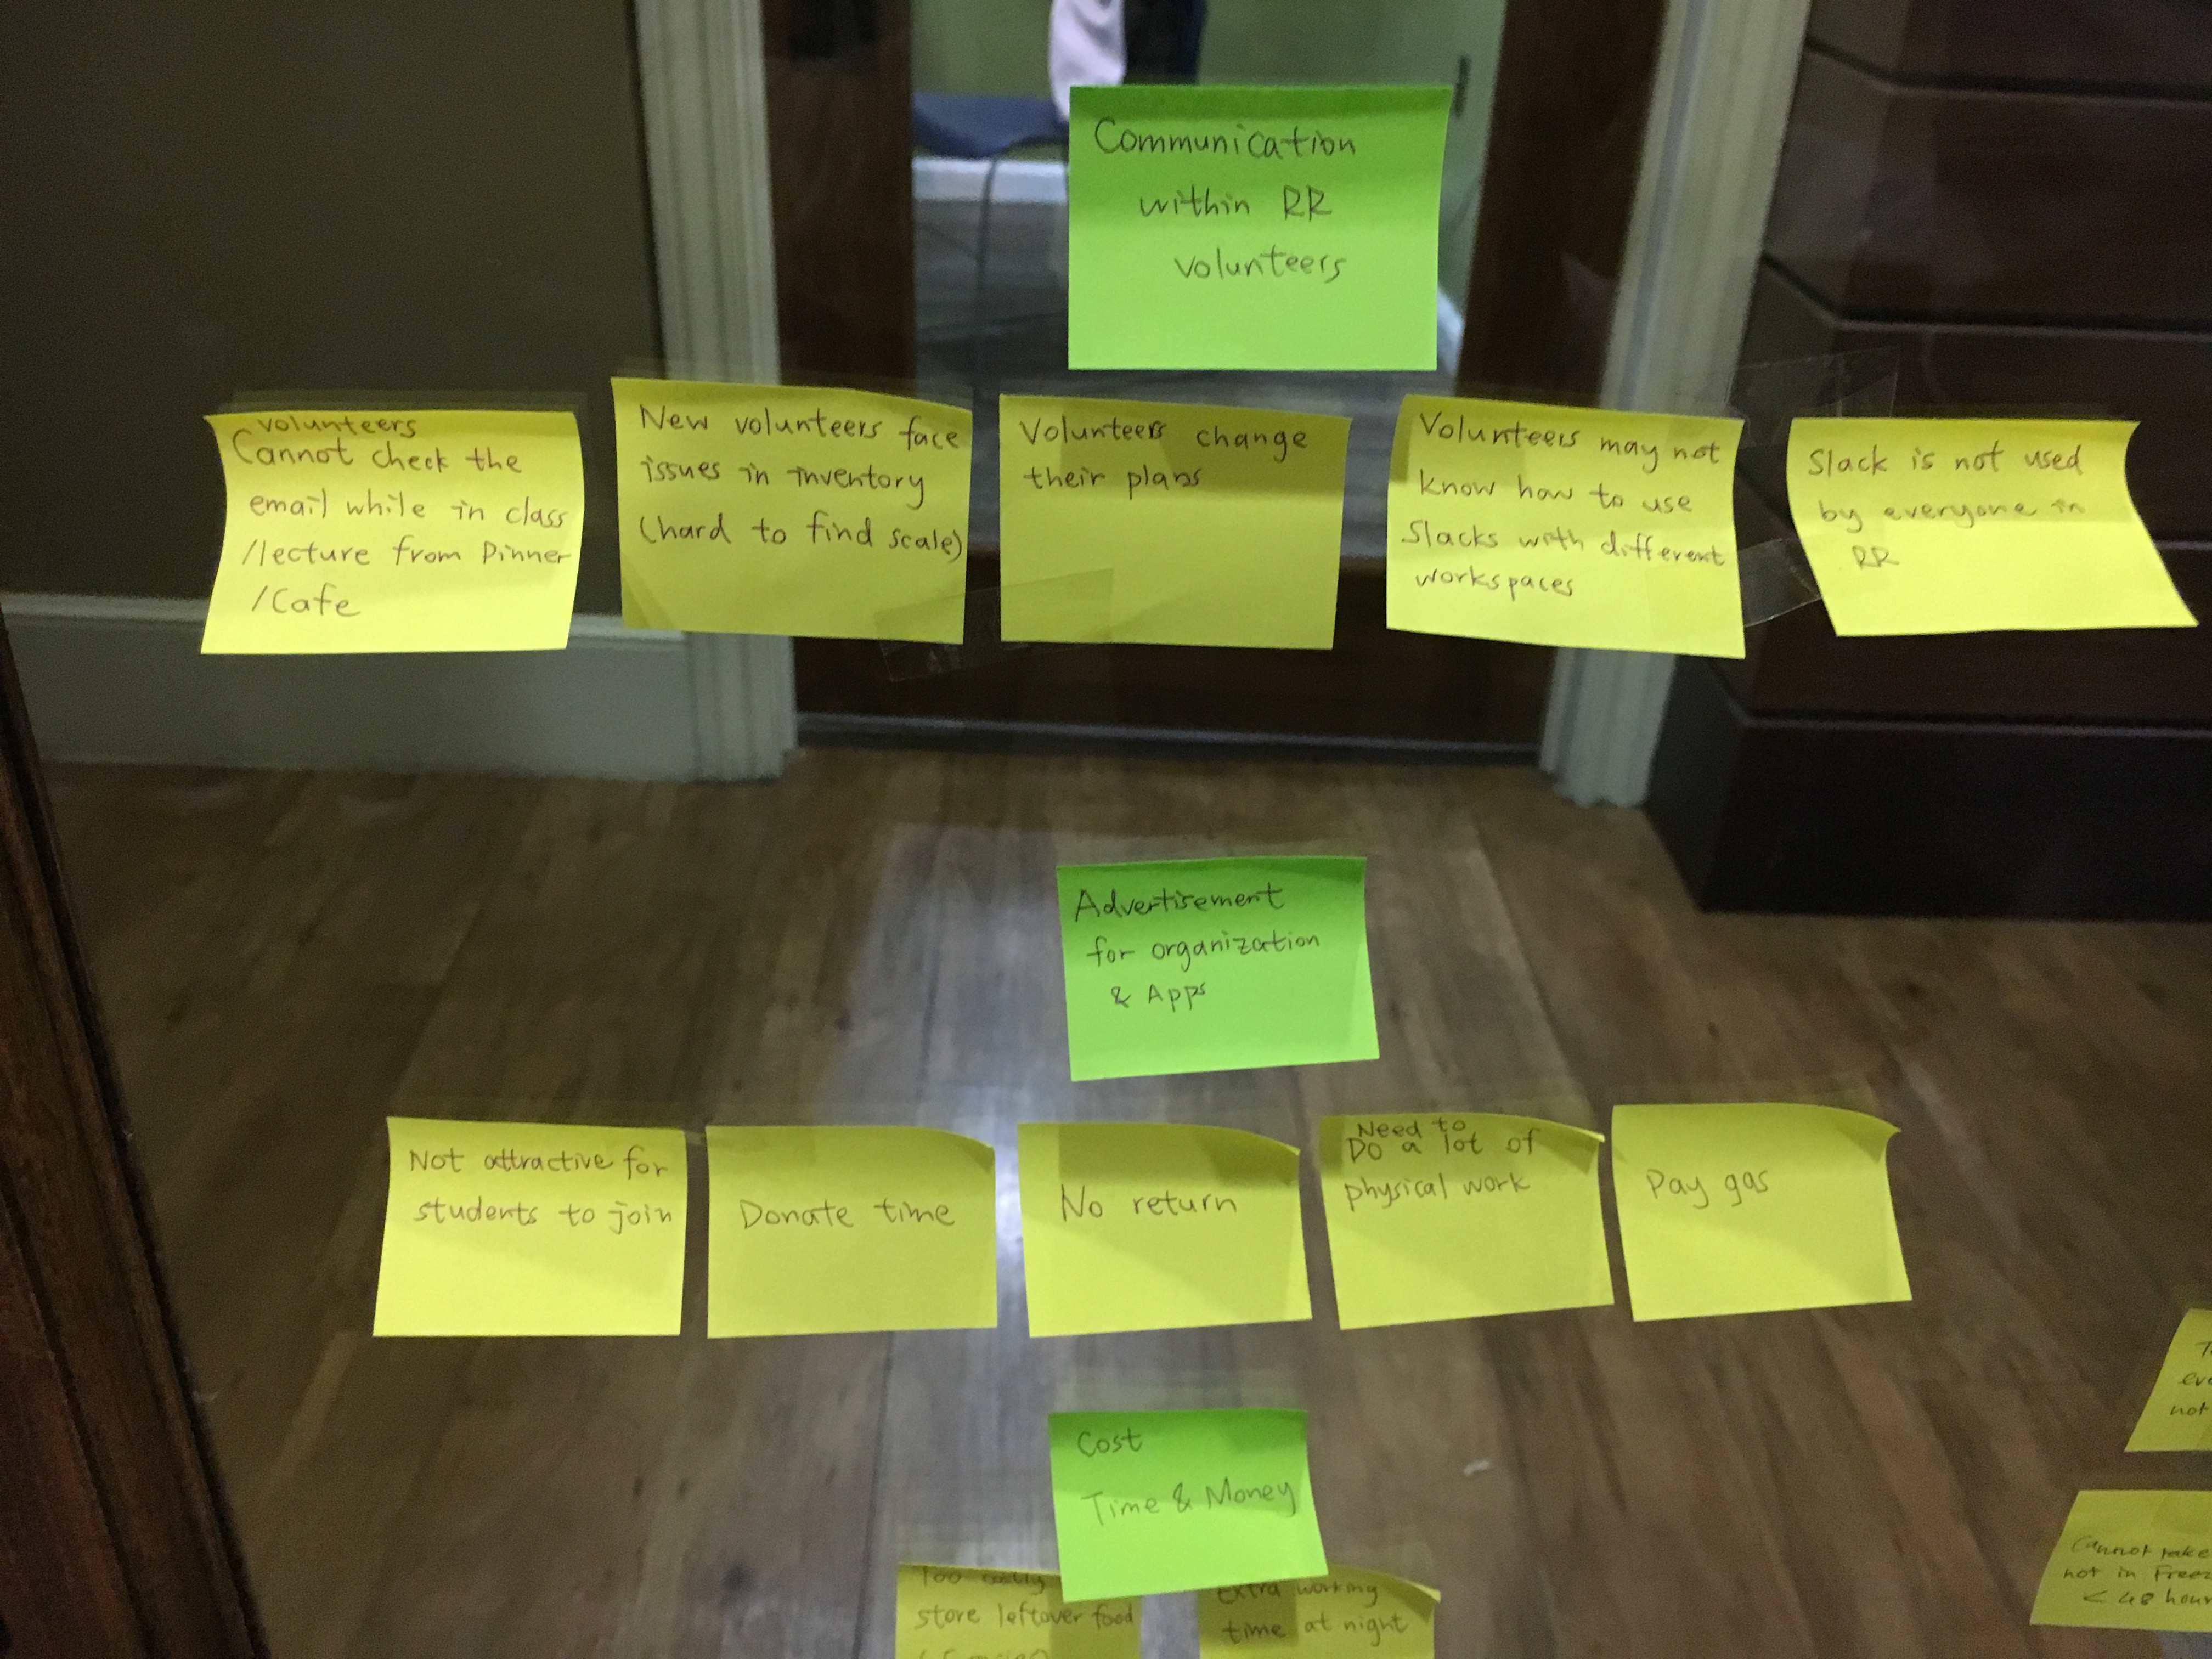 Communication
within RR
volunteers
volunteers
Cannot check the
email while in class
/lecture from Dinner
/Cafe
New volunteers face
issues in inventory
(hard to find scale)
Volunteers change
their plans
Volunteers may not
know how to use
Slacks with different
workspaces
Slack is not used
by everyone in
RR
Advertisement
for organization
& Apps
Not attractive for
students to join
Donate time
No return
Need to
Do a lot of
physical work
Pay gas
Cost
Time & Money
Too
store leftover food
Extra working
time at night
not
Cannot take
not in Freez
< 48 hour